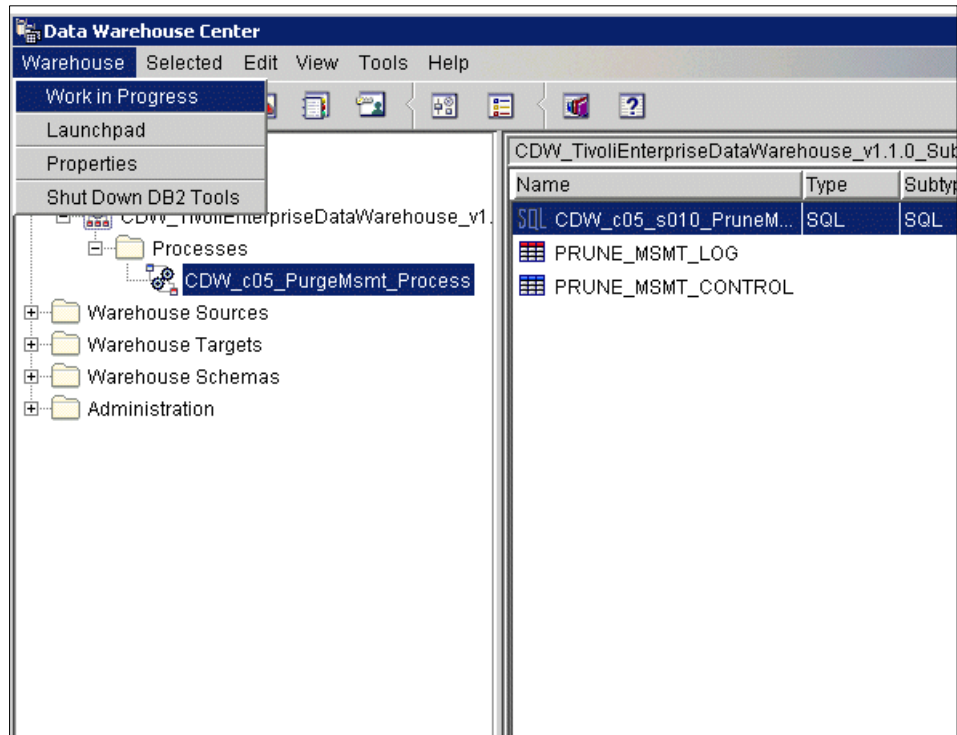 Data Warehouse Center
Warehouse Selected Edit View Tools Help
Work in Progress
Launchpad
Properties
Shut Down DB2 Tools
CDW_TivoliEnterpriseDataWarehouse_v1.
Processes
CDW_c05_PurgeMsmt_Process
Warehouse Sources
Warehouse Targets
Warehouse Schemas
Administration
CDW_TivoliEnterpriseDataWarehouse_v1.1.0_Sub
Name Type Subtyp
SQL CDW_c05_s010_PruneM... SQL SQL
PRUNE_MSMT_LOG
PRUNE_MSMT_CONTROL